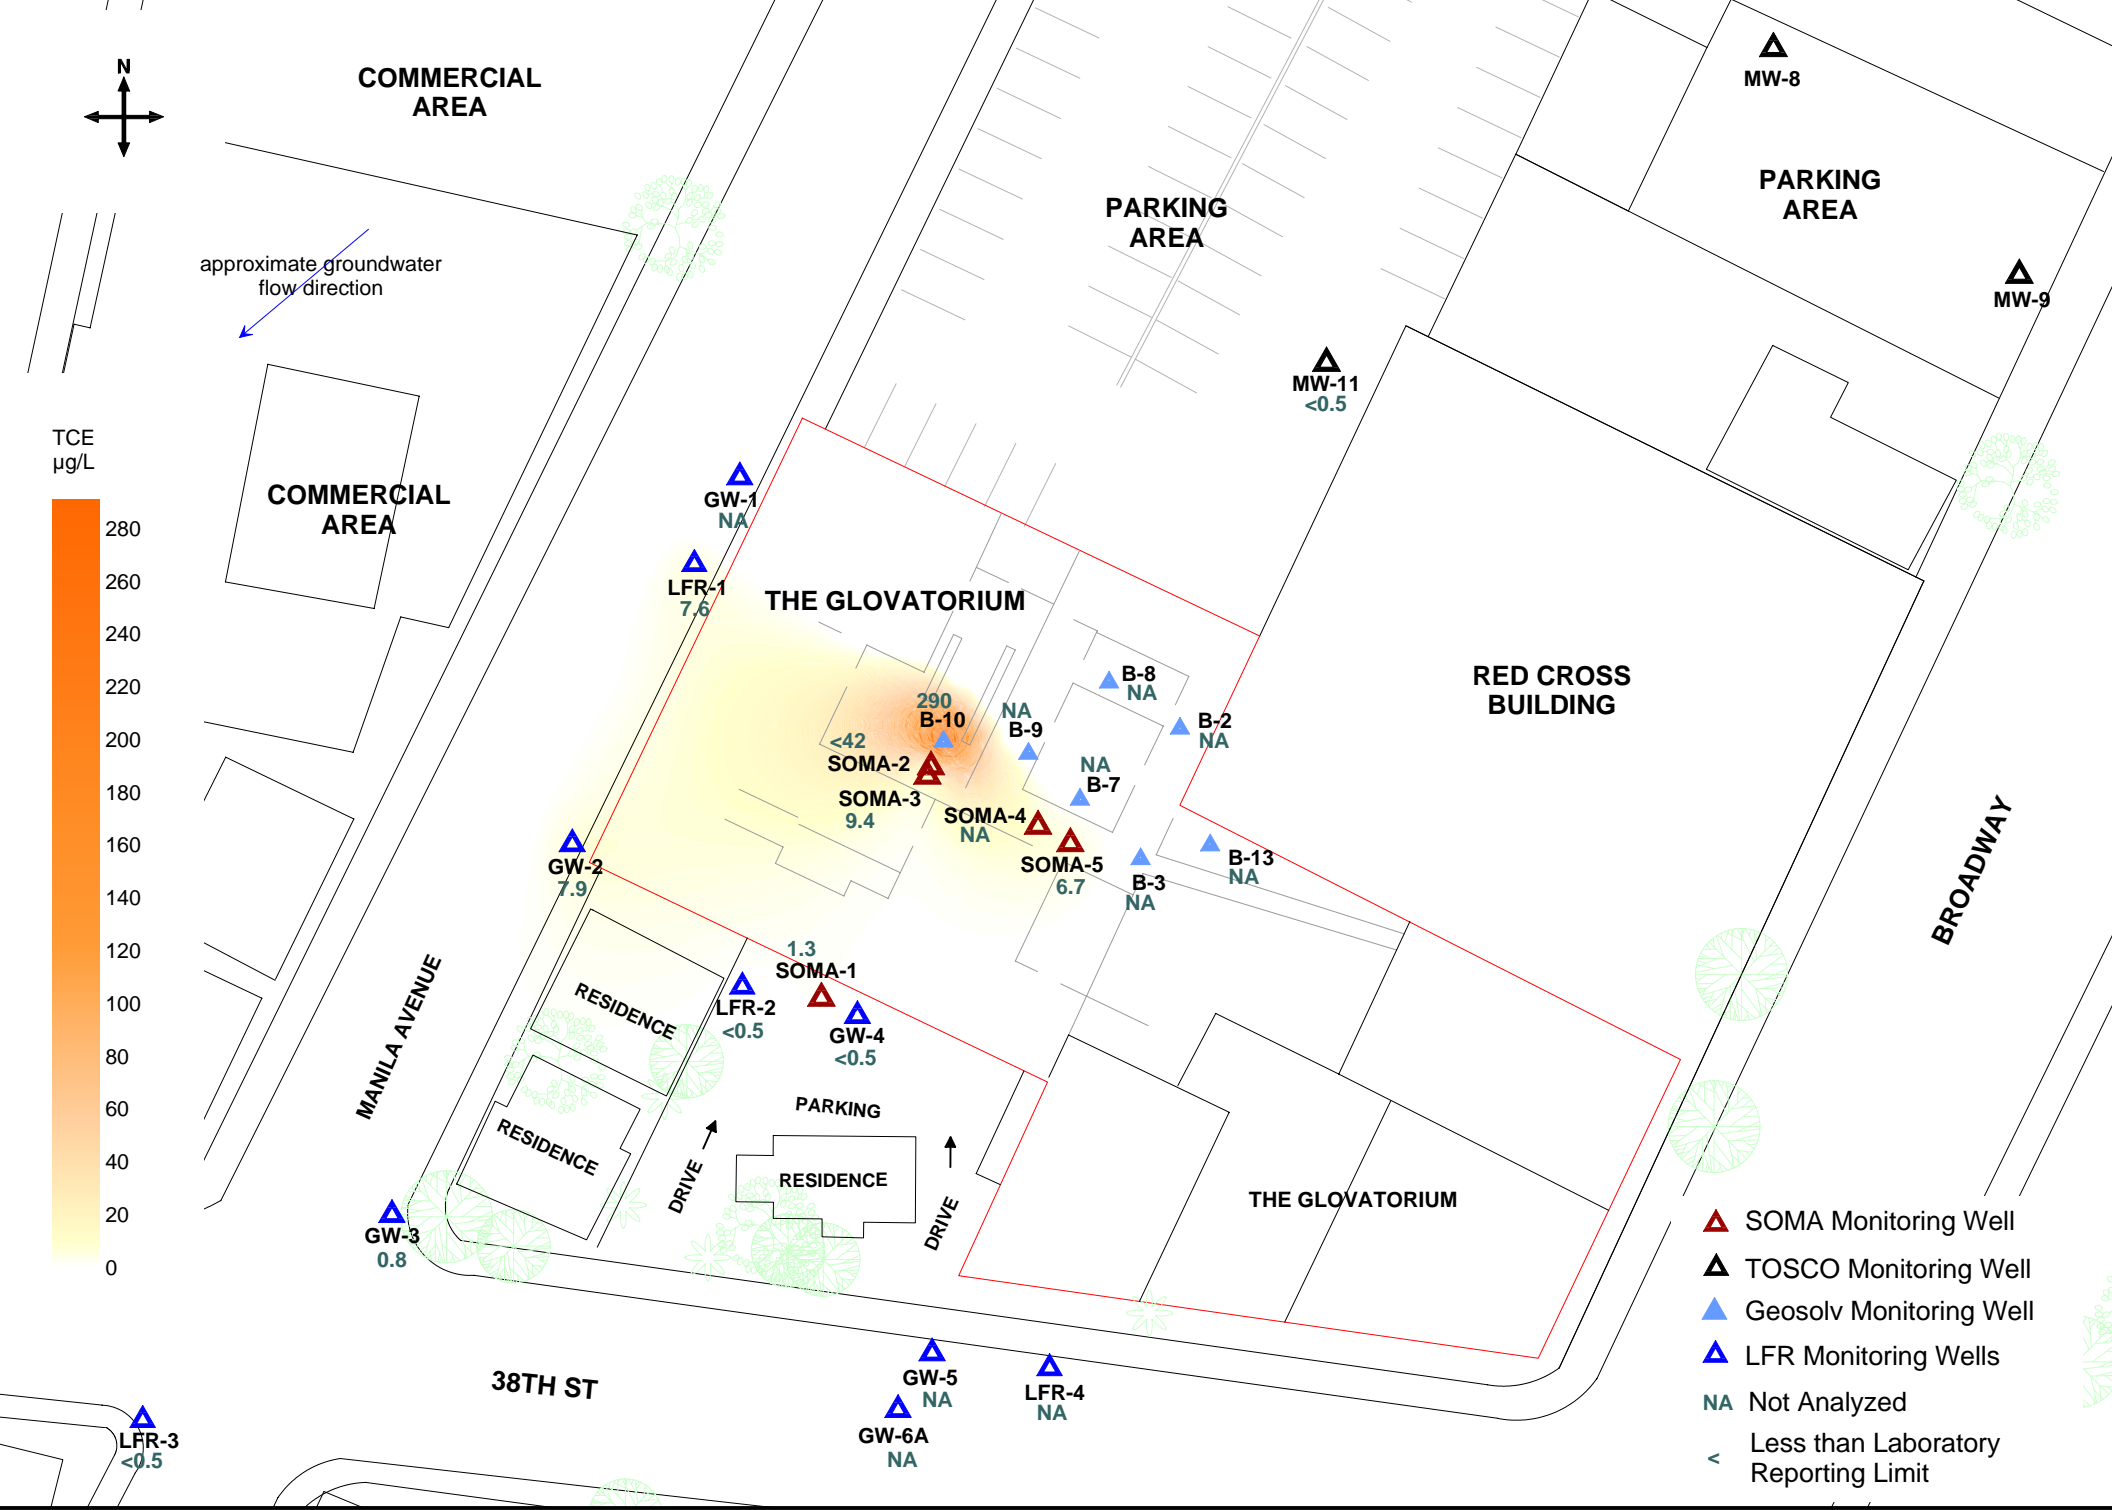 N
COMMERCIAL
AREA
MW-8
PARKING
AREA
PARKING
AREA
approximate groundwater
flow direction
MW-9
MW-11
<0.5
TCE
µg/L
280
260
240
220
200
180
160
140
120
100
80
60
40
20
0
COMMERCIAL
AREA
GW-1
NA
LFR-1
7.6
THE GLOVATORIUM
RED CROSS
BUILDING
B-8
NA
290
B-10
NA
B-9
B-2
NA
<42
SOMA-2
NA
B-7
SOMA-3
9.4
SOMA-4
NA
SOMA-5
6.7
B-13
NA
B-3
NA
GW-2
7.9
BROADWAY
1.3
SOMA-1
LFR-2
<0.5
GW-4
<0.5
RESIDENCE
MANILA AVENUE
PARKING
RESIDENCE
DRIVE
RESIDENCE
DRIVE
THE GLOVATORIUM
GW-3
0.8
38TH ST
GW-5
NA
LFR-4
NA
GW-6A
NA
LFR-3
<0.5
SOMA Monitoring Well
TOSCO Monitoring Well
Geosolv Monitoring Well
LFR Monitoring Wells
NA Not Analyzed
< Less than Laboratory
Reporting Limit